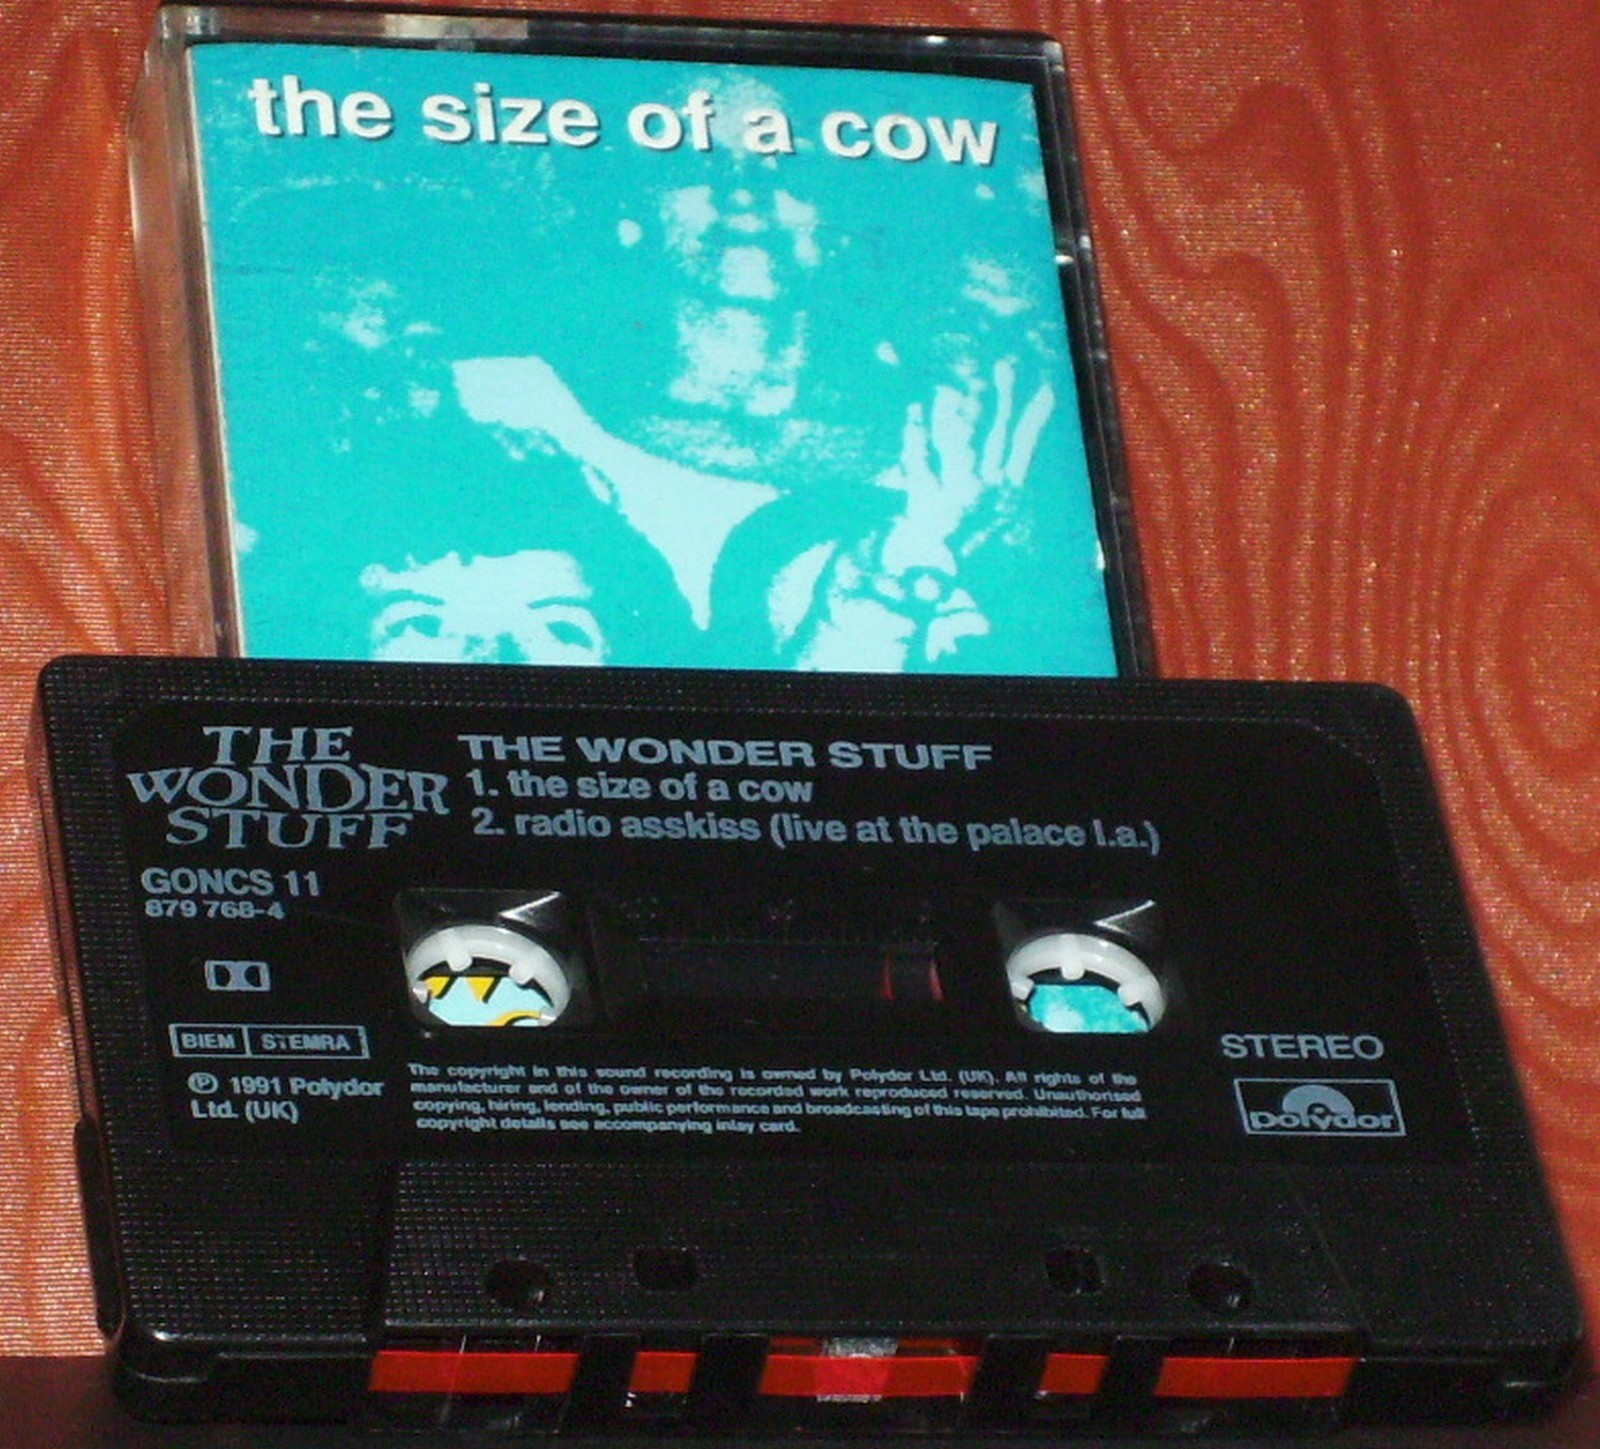 the size of a cow
THE
WONDER
STUFF
THE WONDER STUFF
1. the size of a cow
2. radio asskiss (live at the palace l.a.)
GONCS 11
879 768-4
BIEM STEMRA
℗ 1991 Polydor
Ltd. (UK)
The copyright in this sound recording is owned by Polydor Ltd. (UK). All rights of the
manufacturer and of the owner of the recorded work reproduced reserved. Unauthorised
copying, hiring, lending, public performance and broadcasting of this tape prohibited. For full
copyright details see accompanying inlay card.
STEREO
polydor